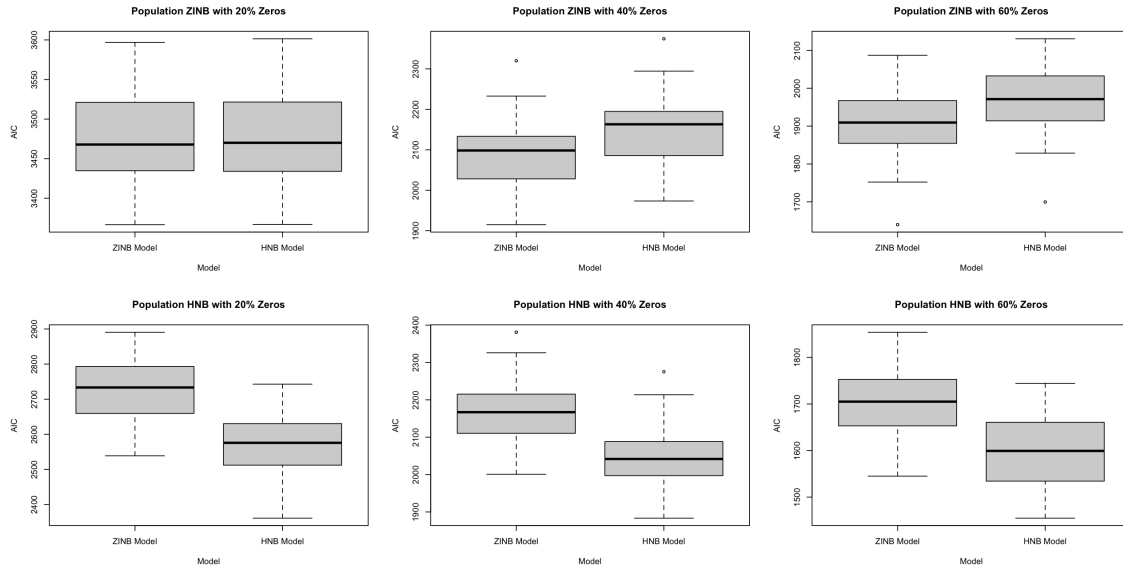 Population ZINB with 20% Zeros
AIC
3600
3550
3500
3450
3400
ZINB Model
HNB Model
Model
Population ZINB with 40% Zeros
AIC
2300
2200
2100
2000
1900
ZINB Model
HNB Model
Model
Population ZINB with 60% Zeros
AIC
2100
2000
1900
1800
1700
ZINB Model
HNB Model
Model
Population HNB with 20% Zeros
AIC
2900
2800
2700
2600
2500
2400
ZINB Model
HNB Model
Model
Population HNB with 40% Zeros
AIC
2400
2300
2200
2100
2000
1900
ZINB Model
HNB Model
Model
Population HNB with 60% Zeros
AIC
1800
1700
1600
1500
ZINB Model
HNB Model
Model